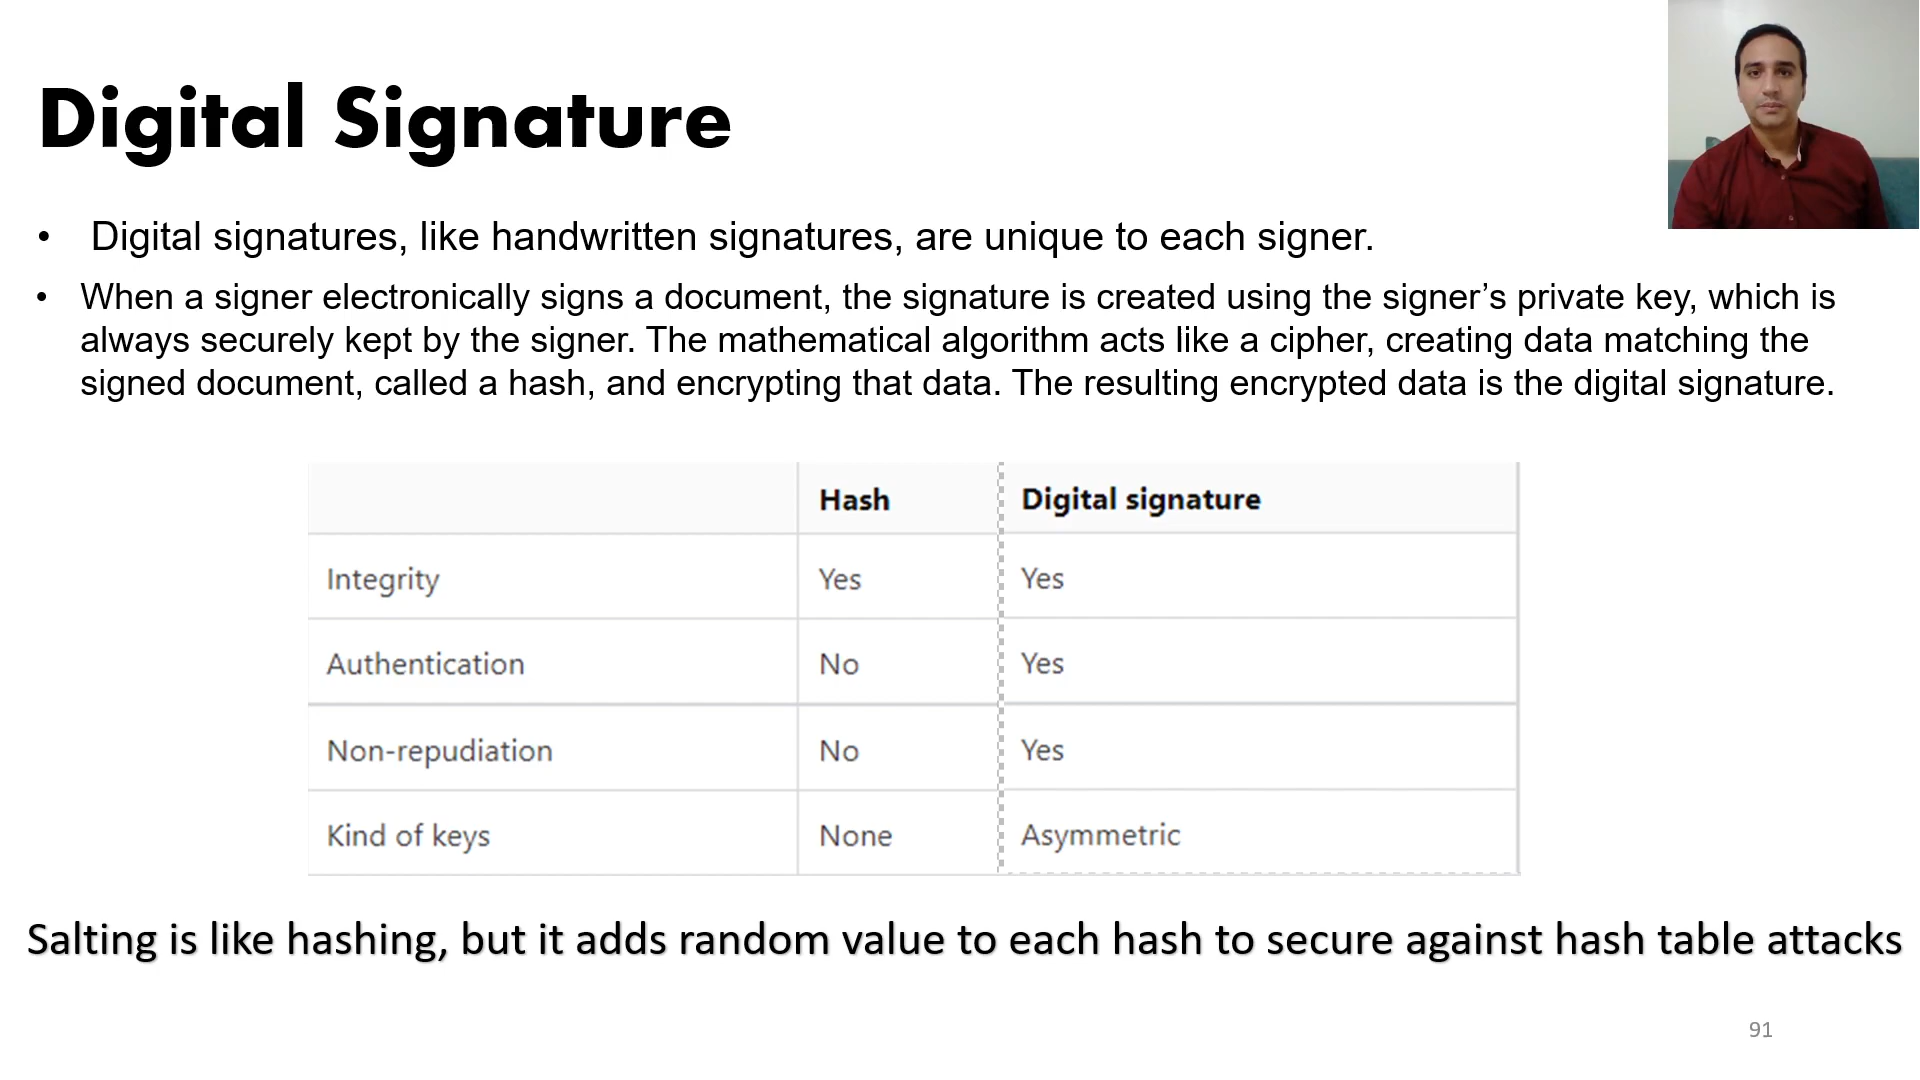 Digital Signature
• Digital signatures, like handwritten signatures, are unique to each signer.
• When a signer electronically signs a document, the signature is created using the signer’s private key, which is
always securely kept by the signer. The mathematical algorithm acts like a cipher, creating data matching the
signed document, called a hash, and encrypting that data. The resulting encrypted data is the digital signature.
Hash Digital signature
Integrity Yes Yes
Authentication No Yes
Non-repudiation No Yes
Kind of keys None Asymmetric
Salting is like hashing, but it adds random value to each hash to secure against hash table attacks
91